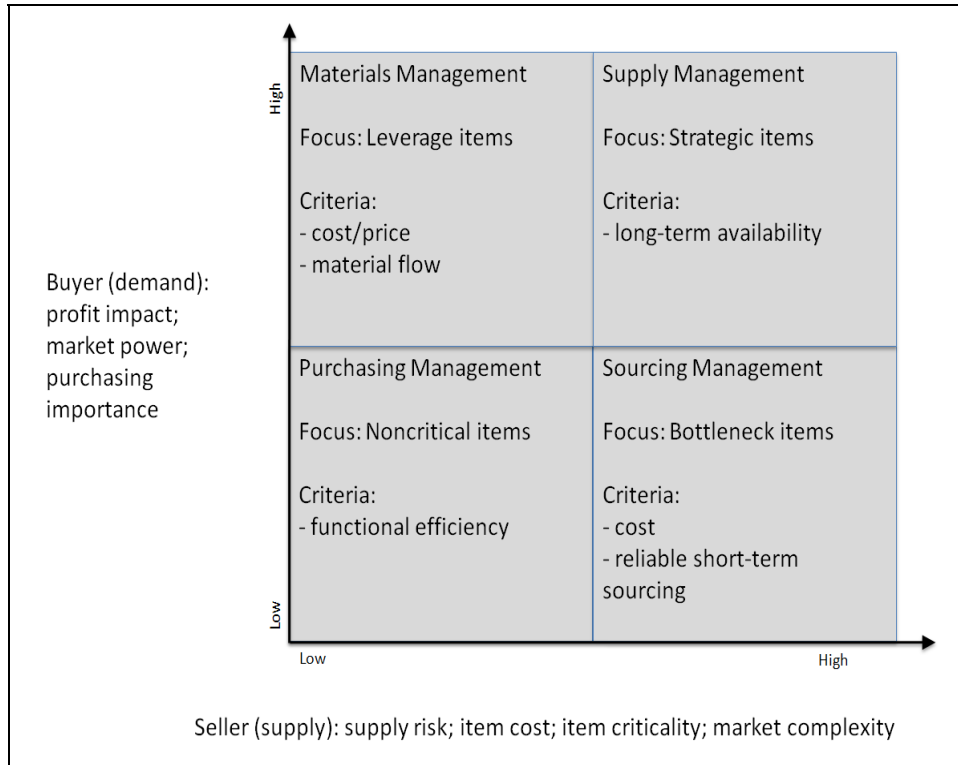 High
Materials Management
Focus: Leverage items
Criteria:
- cost/price
- material flow
Supply Management
Focus: Strategic items
Criteria:
- long-term availability
Buyer (demand):
profit impact;
market power;
purchasing
importance
Purchasing Management
Focus: Noncritical items
Criteria:
- functional efficiency
Sourcing Management
Focus: Bottleneck items
Criteria:
- cost
- reliable short-term
sourcing
Low
Low
High
Seller (supply): supply risk; item cost; item criticality; market complexity